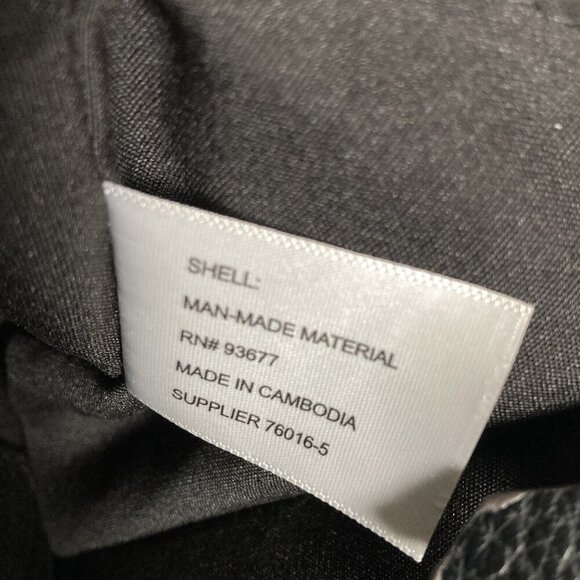 SHELL:
MAN-MADE MATERIAL
RN# 93677
MADE IN CAMBODIA
SUPPLIER 76016-5